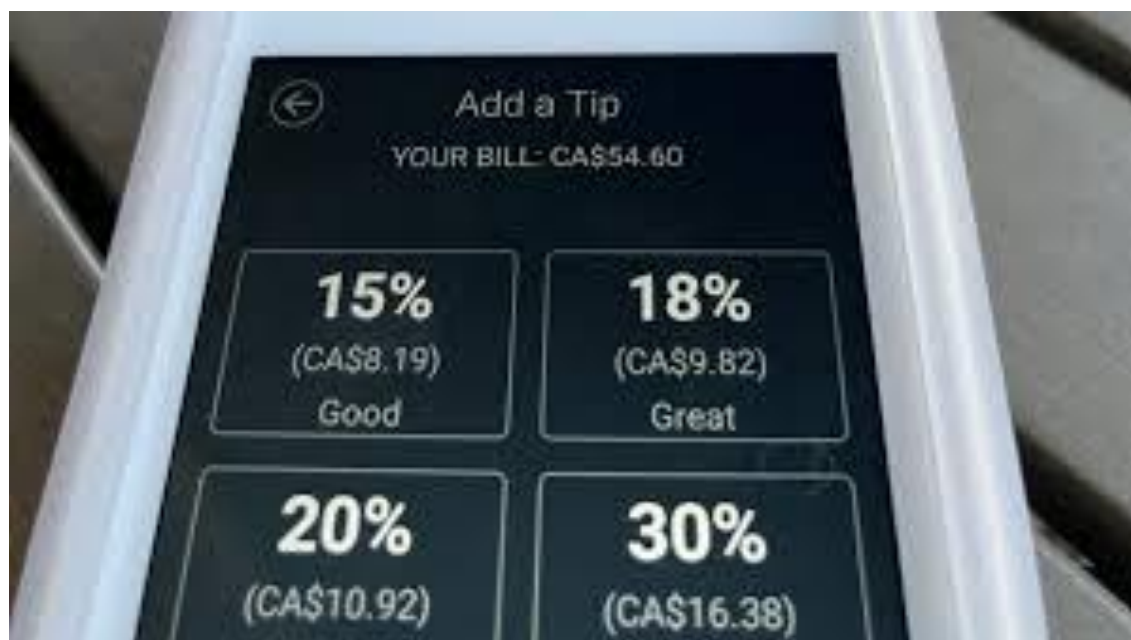 Add a Tip
YOUR BILL: CA$54.60
15%
(CA$8.19)
Good
18%
(CA$9.82)
Great
20%
(CA$10.92)
30%
(CA$16.38)